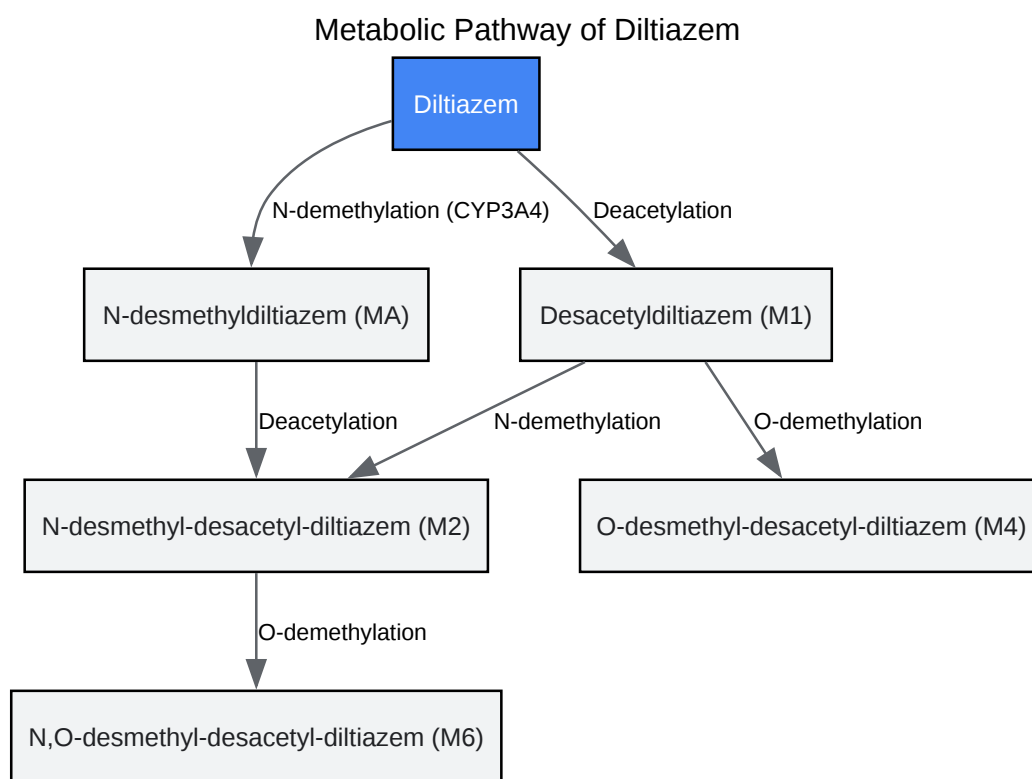 Metabolic Pathway of Diltiazem
Diltiazem
N-demethylation (CYP3A4)
Deacetylation
N-desmethyldiltiazem (MA)
Desacetyldiltiazem (M1)
Deacetylation
N-demethylation
O-demethylation
N-desmethyl-desacetyl-diltiazem (M2)
O-desmethyl-desacetyl-diltiazem (M4)
O-demethylation
N,O-desmethyl-desacetyl-diltiazem (M6)